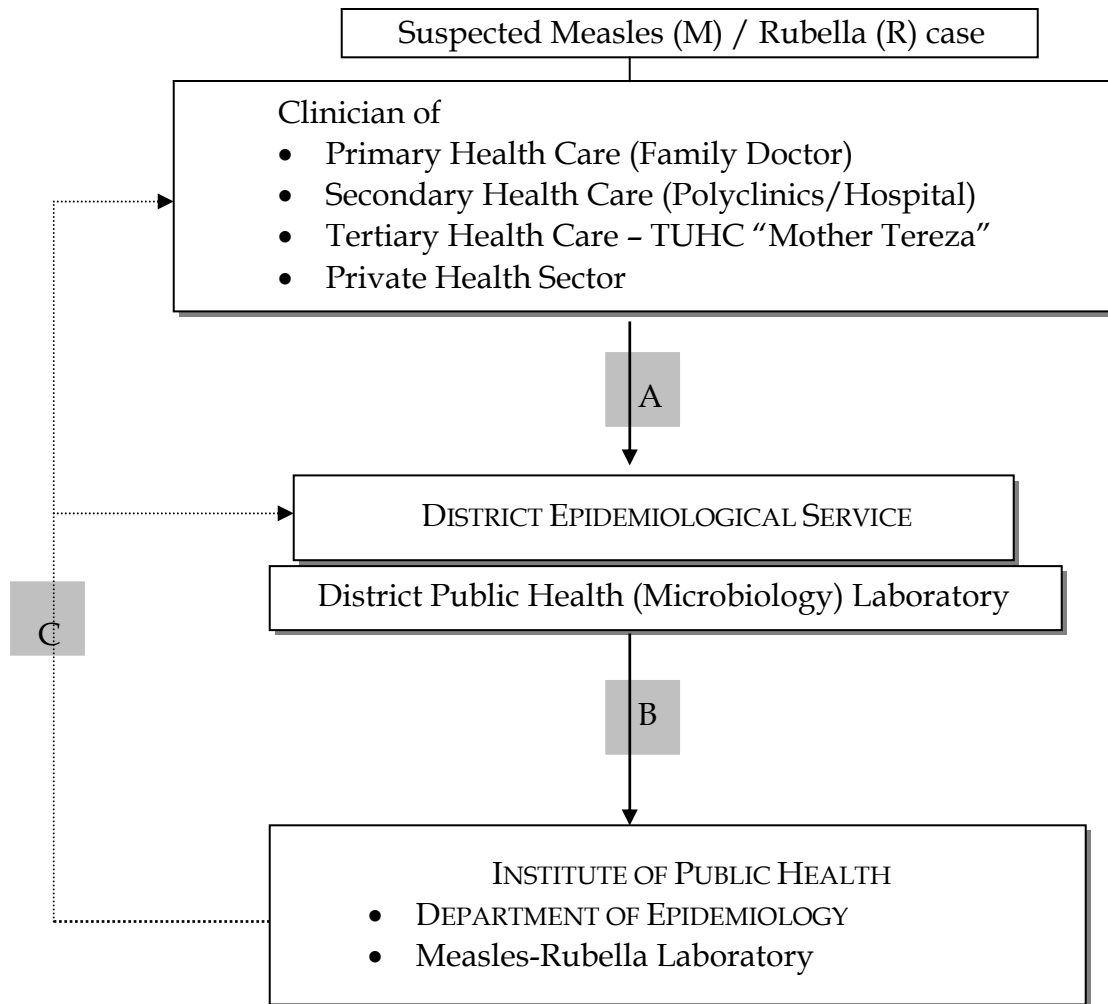 Suspected Measles (M) / Rubella (R) case
Clinician of
• Primary Health Care (Family Doctor)
• Secondary Health Care (Polyclinics/Hospital)
• Tertiary Health Care – TUHC “Mother Tereza”
• Private Health Sector
A
DISTRICT EPIDEMIOLOGICAL SERVICE
District Public Health (Microbiology) Laboratory
C
B
INSTITUTE OF PUBLIC HEALTH
• DEPARTMENT OF EPIDEMIOLOGY
• Measles-Rubella Laboratory